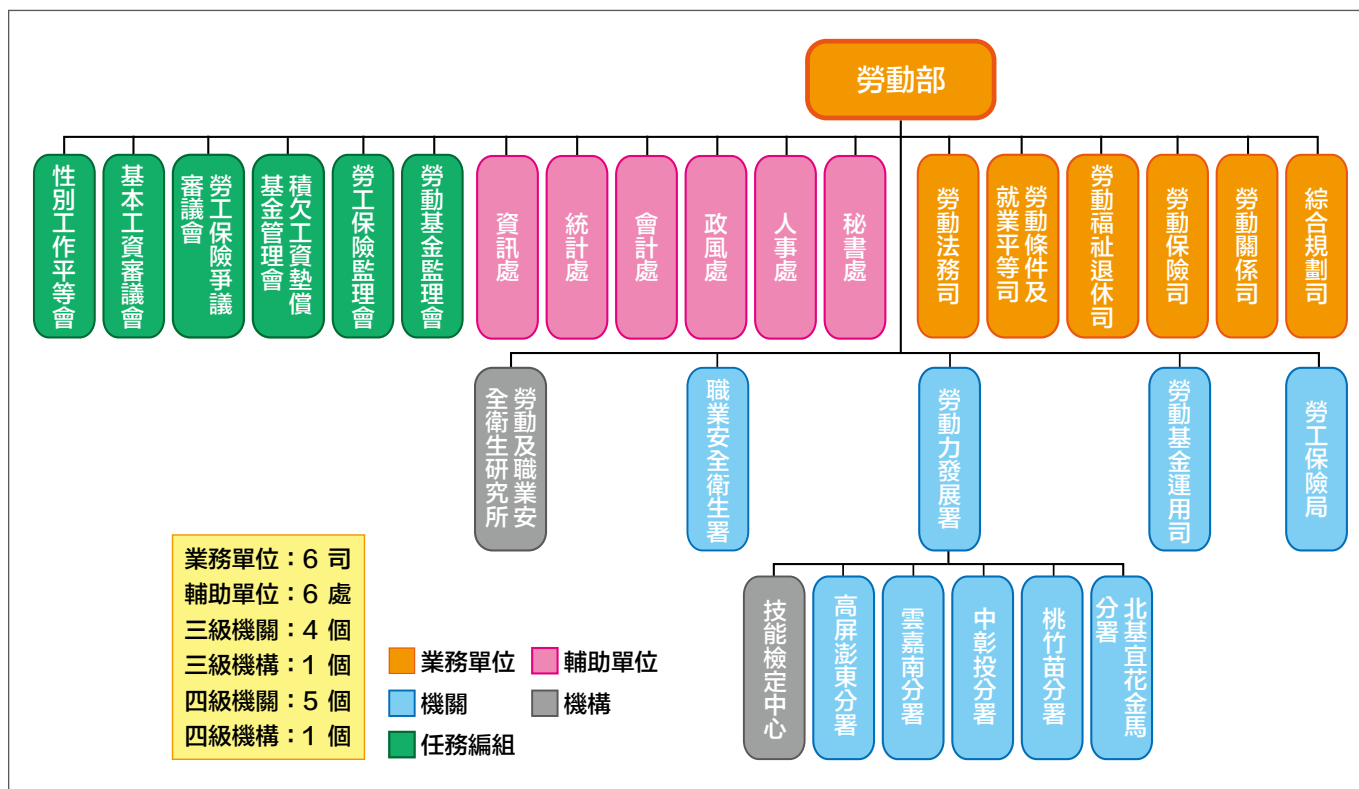 勞動部
性別工作平等會
基本工資審議會
勞工保險爭議
審議會
積欠工資墊償
基金管理會
勞工保險監理會
勞動基金監理會
資訊處
統計處
會計處
政風處
人事處
秘書處
勞動法務司
勞動條件及
就業平等司
勞動福祉退休司
勞動保險司
勞動關係司
綜合規劃司
勞動及職業安
全衛生研究所
職業安全衛生署
勞動力發展署
勞動基金運用司
勞工保險局
技能檢定中心
高屏澎東分署
雲嘉南分署
中彰投分署
桃竹苗分署
北基宜花金馬
分署
業務單位：6 司
輔助單位：6 處
三級機關：4 個
三級機構：1 個
四級機關：5 個
四級機構：1 個
業務單位
輔助單位
機關
機構
任務編組